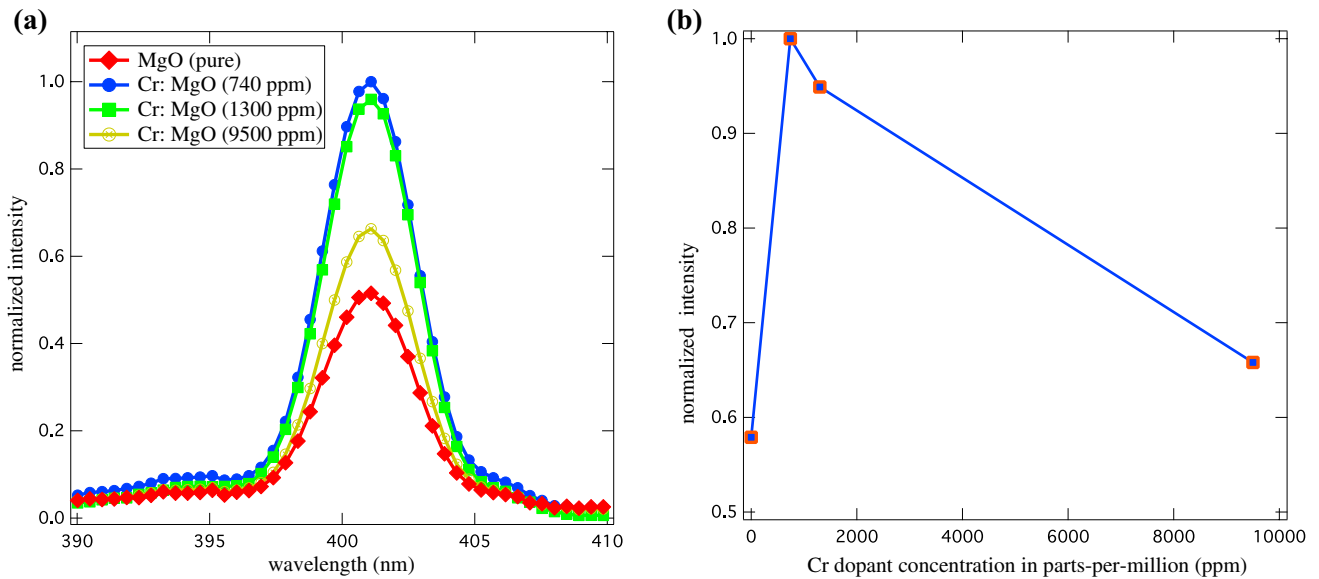 (a)
normalized intensity
1.0
0.8
0.6
0.4
0.2
0.0
MgO (pure)
Cr: MgO (740 ppm)
Cr: MgO (1300 ppm)
Cr: MgO (9500 ppm)
390 395 400 405 410
wavelength (nm)
(b)
normalized intensity
1.0
0.9
0.8
0.7
0.6
0.5
0 2000 4000 6000 8000 10000
Cr dopant concentration in parts-per-million (ppm)